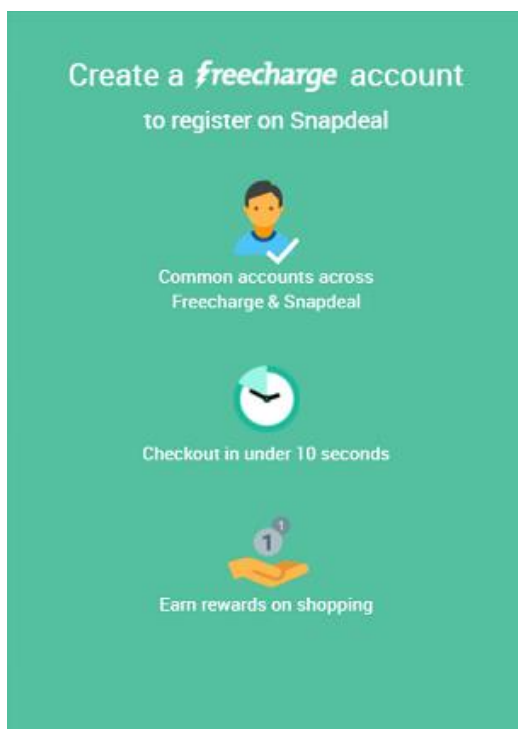 Create a freecharge account
to register on Snapdeal
Common accounts across
Freecharge & Snapdeal
Checkout in under 10 seconds
1
1
Earn rewards on shopping